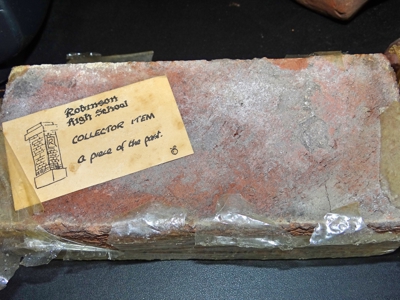 Robinson
High School
COLLECTOR ITEM
a piece of the past.